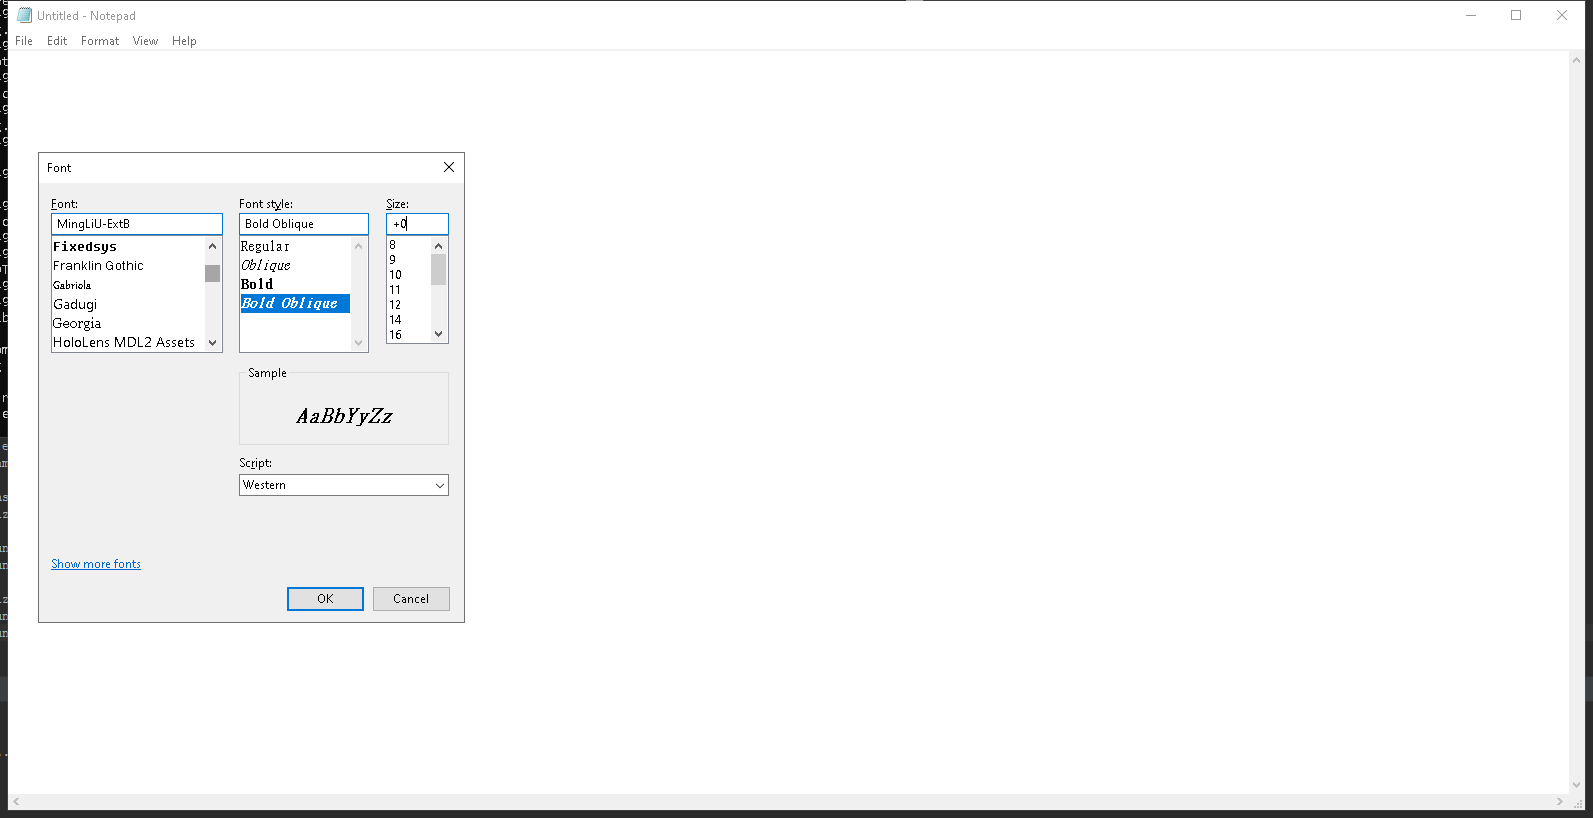 Untitled - Notepad
File Edit Format View Help
Font
Font: Font style: Size:
MingLiU-ExtB Bold Oblique +0
Fixedsys Regular 8
Franklin Gothic Oblique 9
Gabriola Bold 10
Gadugi Bold Oblique 11
Georgia 12
HoloLens MDL2 Assets 14
16
Sample
AaBbYyZz
Script:
Western
Show more fonts
OK Cancel